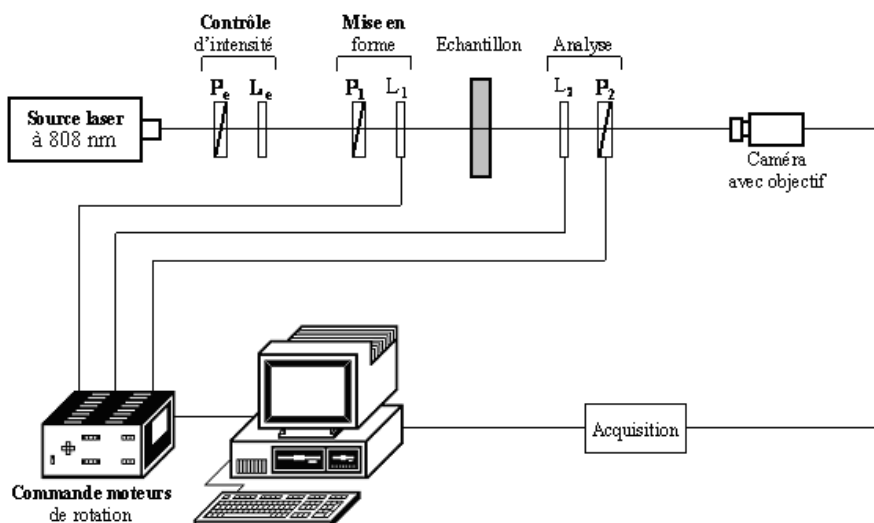 Contrôle
d'intensité
Mise en
forme
Echantillon
Analyse
Pe
Le
P1
L1
L2
P2
Source laser
à 808 nm
Caméra
avec objectif
Acquisition
Commande moteurs
de rotation